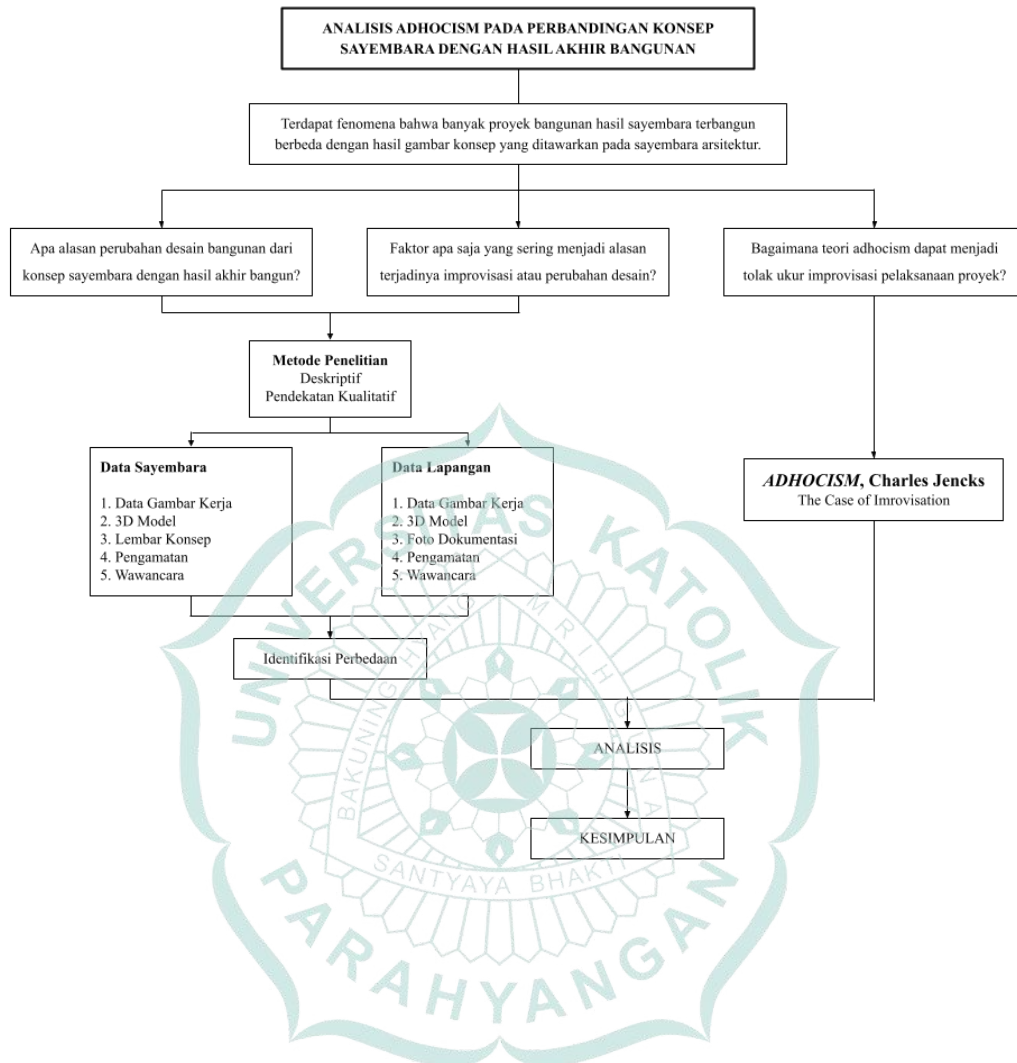 ANALISIS ADHOCISM PADA PERBANDINGAN KONSEP
SAYEMBARA DENGAN HASIL AKHIR BANGUNAN
Terdapat fenomena bahwa banyak proyek bangunan hasil sayembara terbangun
berbeda dengan hasil gambar konsep yang ditawarkan pada sayembara arsitektur.
Apa alasan perubahan desain bangunan dari
konsep sayembara dengan hasil akhir bangun?
Faktor apa saja yang sering menjadi alasan
terjadinya improvisasi atau perubahan desain?
Bagaimana teori adhocism dapat menjadi
tolak ukur improvisasi pelaksanaan proyek?
Metode Penelitian
Deskriptif
Pendekatan Kualitatif
Data Sayembara
1. Data Gambar Kerja
2. 3D Model
3. Lembar Konsep
4. Pengamatan
5. Wawancara
Data Lapangan
1. Data Gambar Kerja
2. 3D Model
3. Foto Dokumentasi
4. Pengamatan
5. Wawancara
ADHOCISM, Charles Jencks
The Case of Imrovisation
Identifikasi Perbedaan
ANALISIS
KESIMPULAN
UNIVERSITAS KATOLIK
PARAHYANGAN
BAKUNING HYANG MRIH GUNA
SANTYAYA BHAKTI